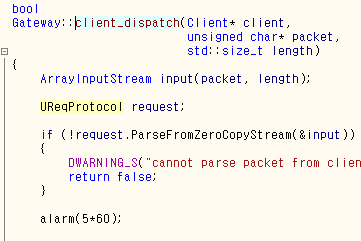 bool
Gateway::client_dispatch(Client* client,
unsigned char* packet,
std::size_t length)
{
ArrayInputStream input(packet, length);
UReqProtocol request;
if (!request.ParseFromZeroCopyStream(&input))
{
DWARNING_S("cannot parse packet from clien
return false;
}
alarm(5*60);